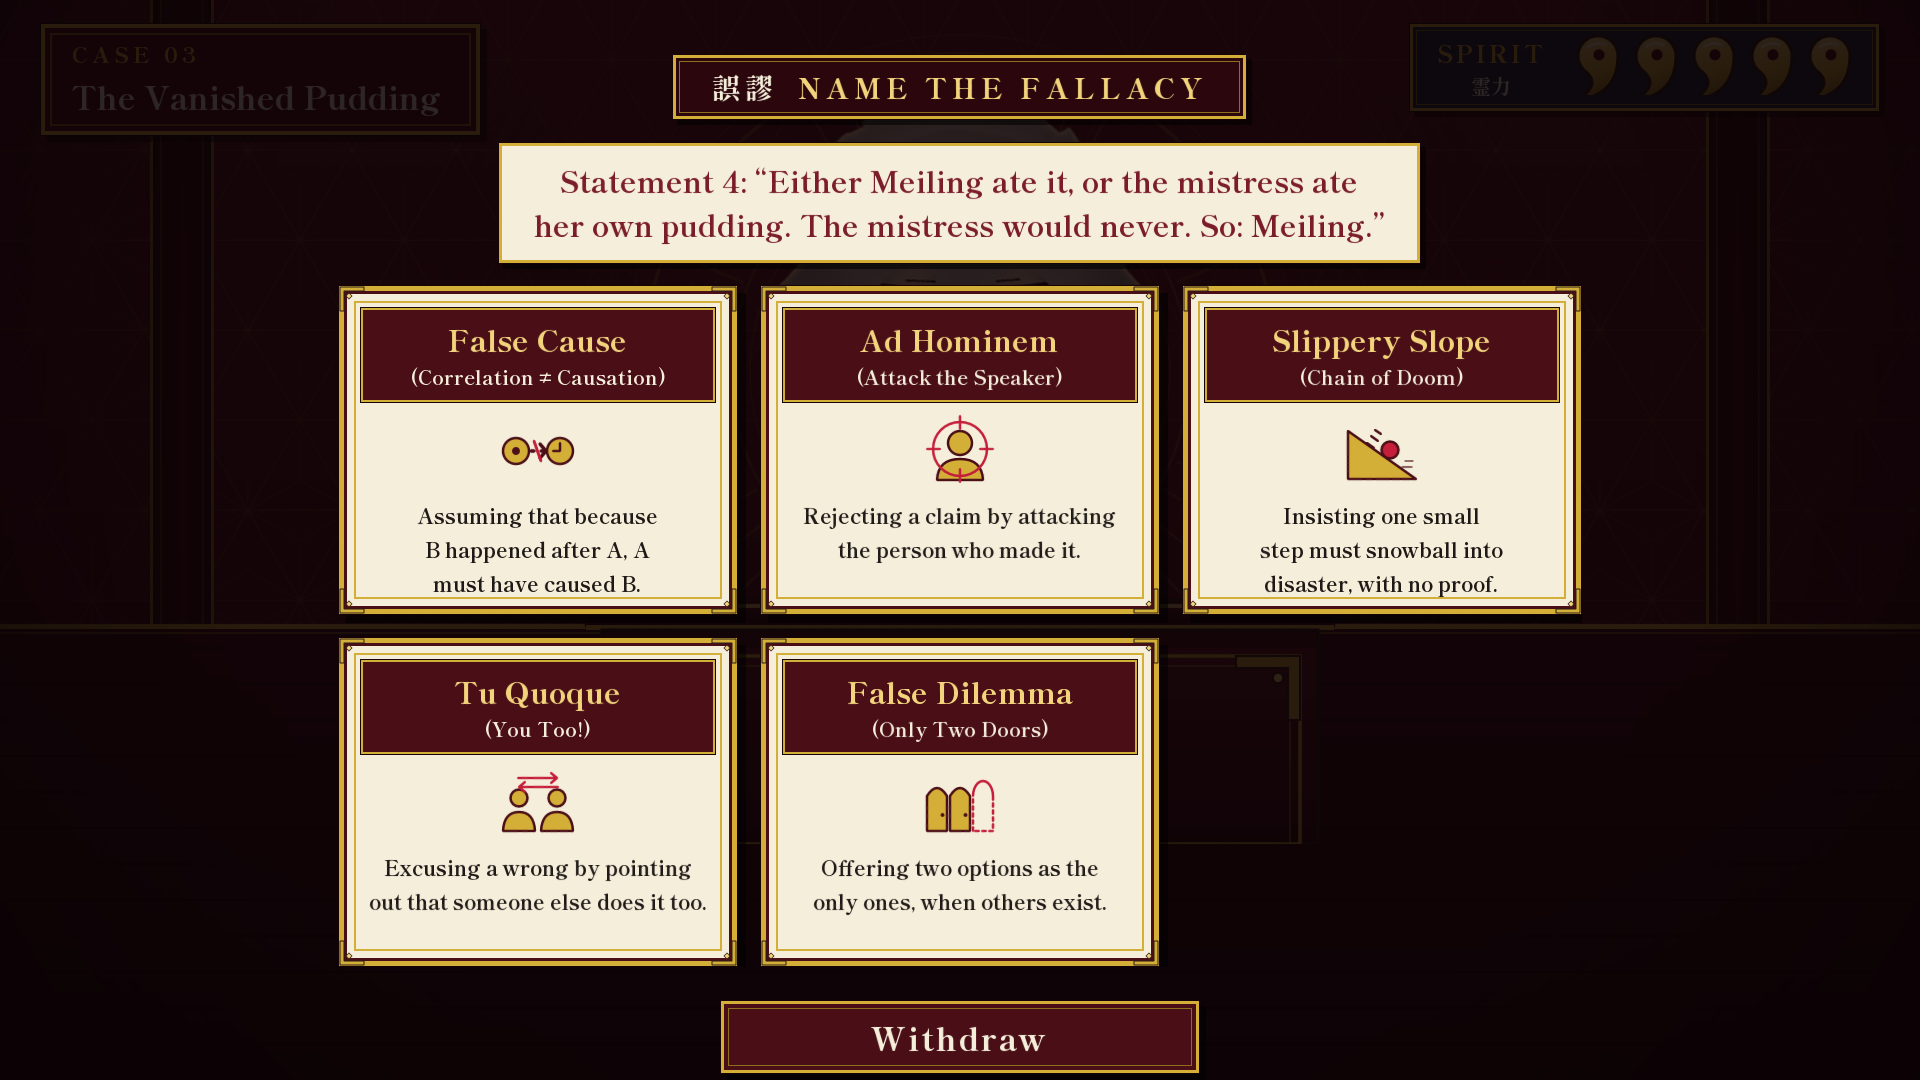 CASE 03
The Vanished Pudding
誤謬 NAME THE FALLACY
SPIRIT
霊力
Statement 4: “Either Meiling ate it, or the mistress ate
her own pudding. The mistress would never. So: Meiling.”
False Cause
(Correlation ≠ Causation)
Assuming that because
B happened after A, A
must have caused B.
Ad Hominem
(Attack the Speaker)
Rejecting a claim by attacking
the person who made it.
Slippery Slope
(Chain of Doom)
Insisting one small
step must snowball into
disaster, with no proof.
Tu Quoque
(You Too!)
Excusing a wrong by pointing
out that someone else does it too.
False Dilemma
(Only Two Doors)
Offering two options as the
only ones, when others exist.
Withdraw